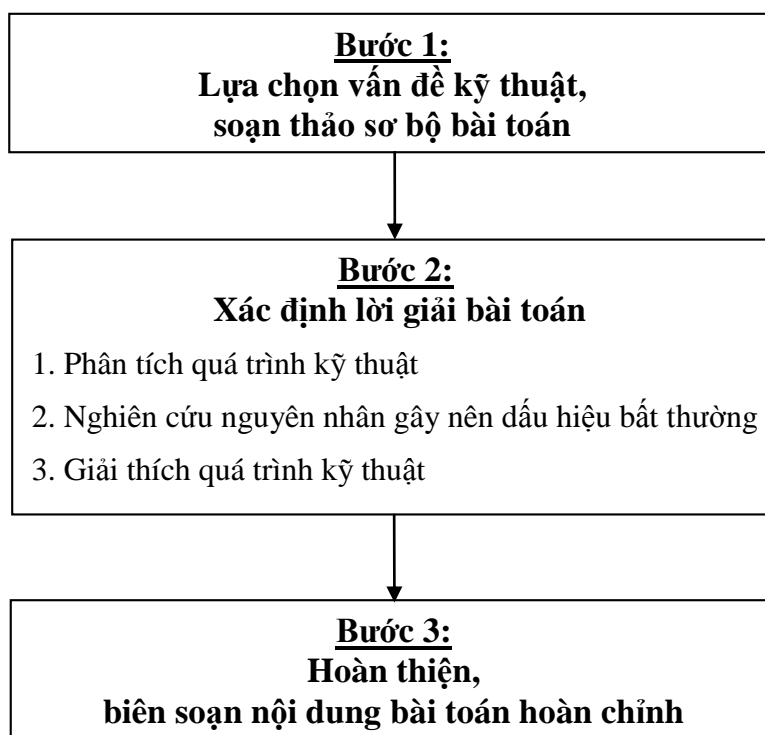 Bước 1:
Lựa chọn vấn đề kỹ thuật,
soạn thảo sơ bộ bài toán
Bước 2:
Xác định lời giải bài toán
1. Phân tích quá trình kỹ thuật
2. Nghiên cứu nguyên nhân gây nên dấu hiệu bất thường
3. Giải thích quá trình kỹ thuật
Bước 3:
Hoàn thiện,
biên soạn nội dung bài toán hoàn chỉnh